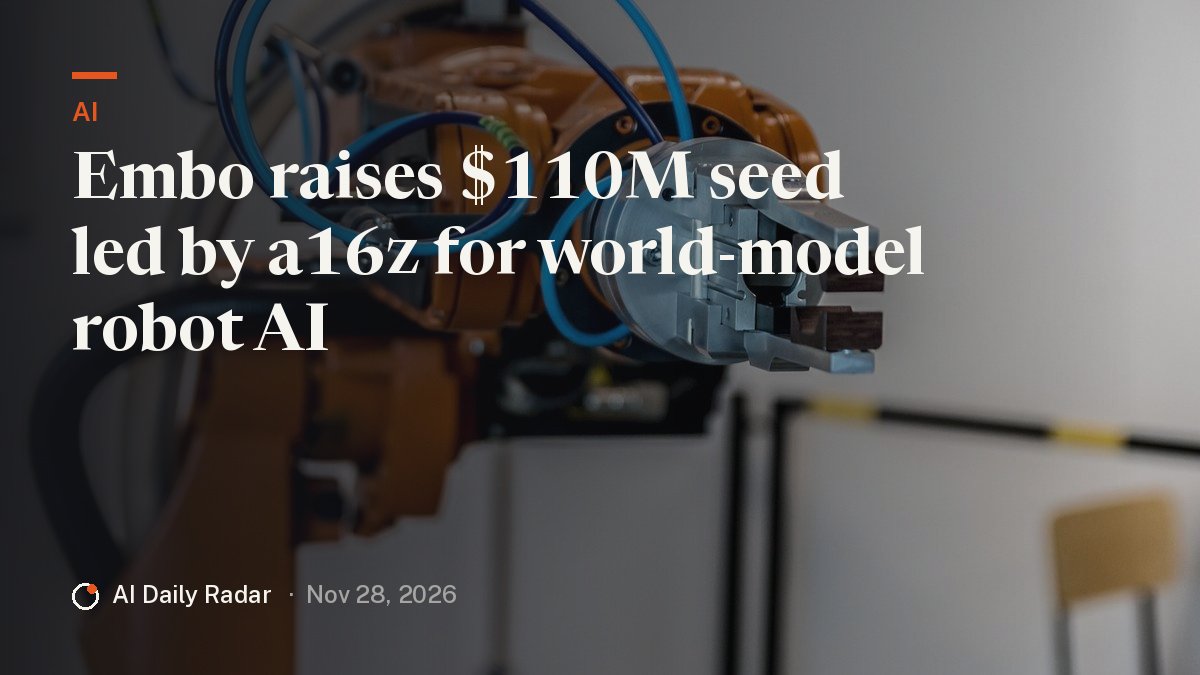 AI
Embo raises $110M seed
led by a16z for world-model
robot AI
AI Daily Radar · Nov 28, 2026